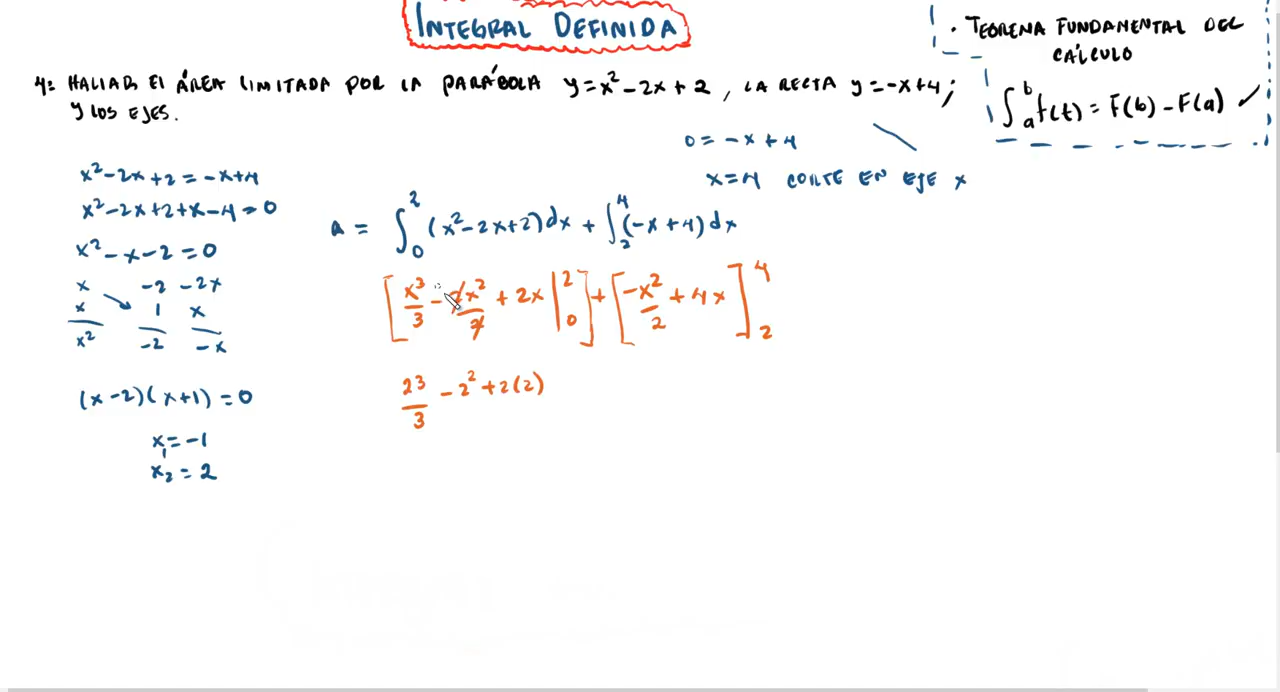 INTEGRAL DEFINIDA
· TEOREMA FUNDAMENTAL DEL
CÁLCULO
∫ₐᵇ f(t) = F(b) - F(a) ✓
4: HALLAR EL ÁREA LIMITADA POR LA PARÁBOLA y = x² - 2x + 2, LA RECTA y = -x+4;
Y LOS EJES.
0 = -x + 4
x = 4 CORTE EN EJE X
x² - 2x + 2 = -x+4
x² - 2x + 2 + x - 4 = 0
x² - x - 2 = 0
x -2 -2x
x 1 x
x² -2 -x
(x - 2)(x + 1) = 0
x₁ = -1
x₂ = 2
A = ∫₀² (x² - 2x + 2) dx + ∫₂⁴ (-x + 4) dx
[x³/3 - 2x²/2 + 2x |₀²] + [-x²/2 + 4x]₂⁴
2³/3 - 2² + 2(2)